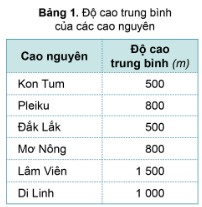 Bảng 1. Độ cao trung bình
của các cao nguyên
Cao nguyên
Độ cao
trung bình (m)
Kon Tum 500
Pleiku 800
Đắk Lắk 500
Mơ Nông 800
Lâm Viên 1 500
Di Linh 1 000